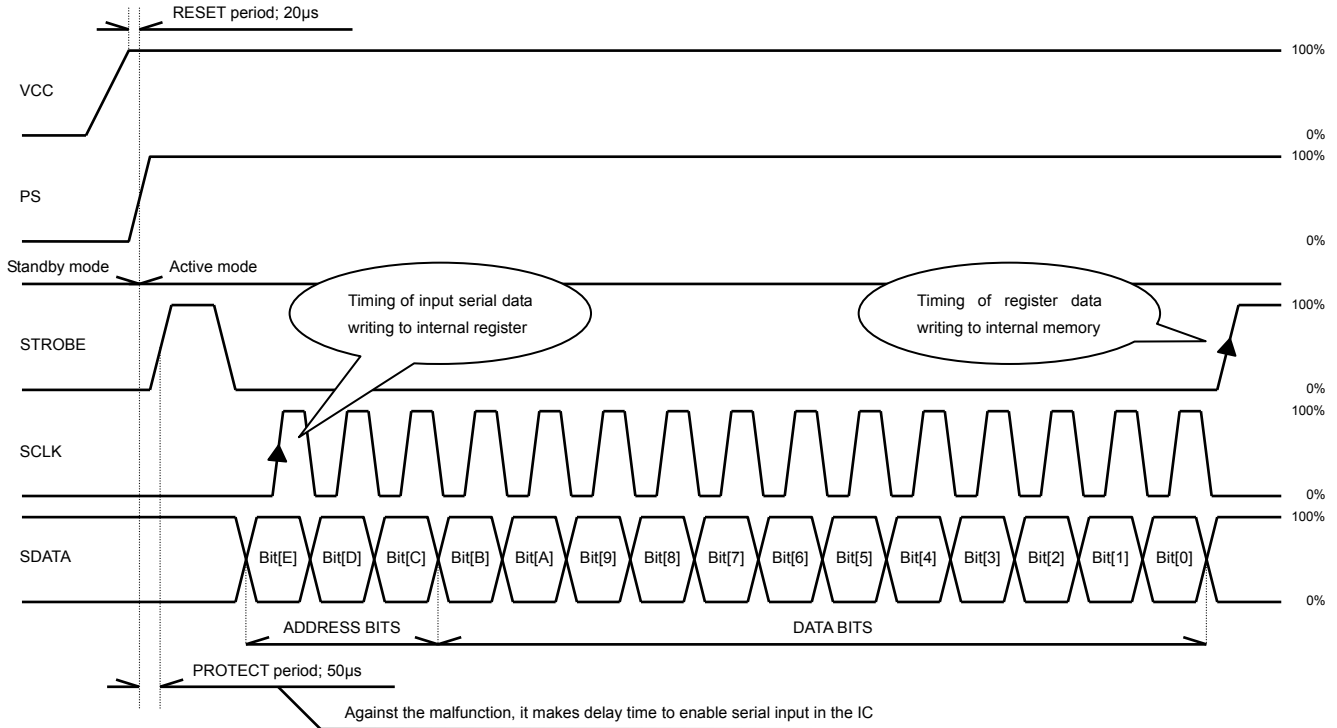 RESET period; 20μs
100%
VCC
0%
100%
PS
0%
Standby mode
Active mode
Timing of input serial data
writing to internal register
Timing of register data
writing to internal memory
100%
STROBE
0%
100%
SCLK
0%
100%
SDATA
Bit[E] Bit[D] Bit[C] Bit[B] Bit[A] Bit[9] Bit[8] Bit[7] Bit[6] Bit[5] Bit[4] Bit[3] Bit[2] Bit[1] Bit[0]
0%
ADDRESS BITS
DATA BITS
PROTECT period; 50μs
Against the malfunction, it makes delay time to enable serial input in the IC